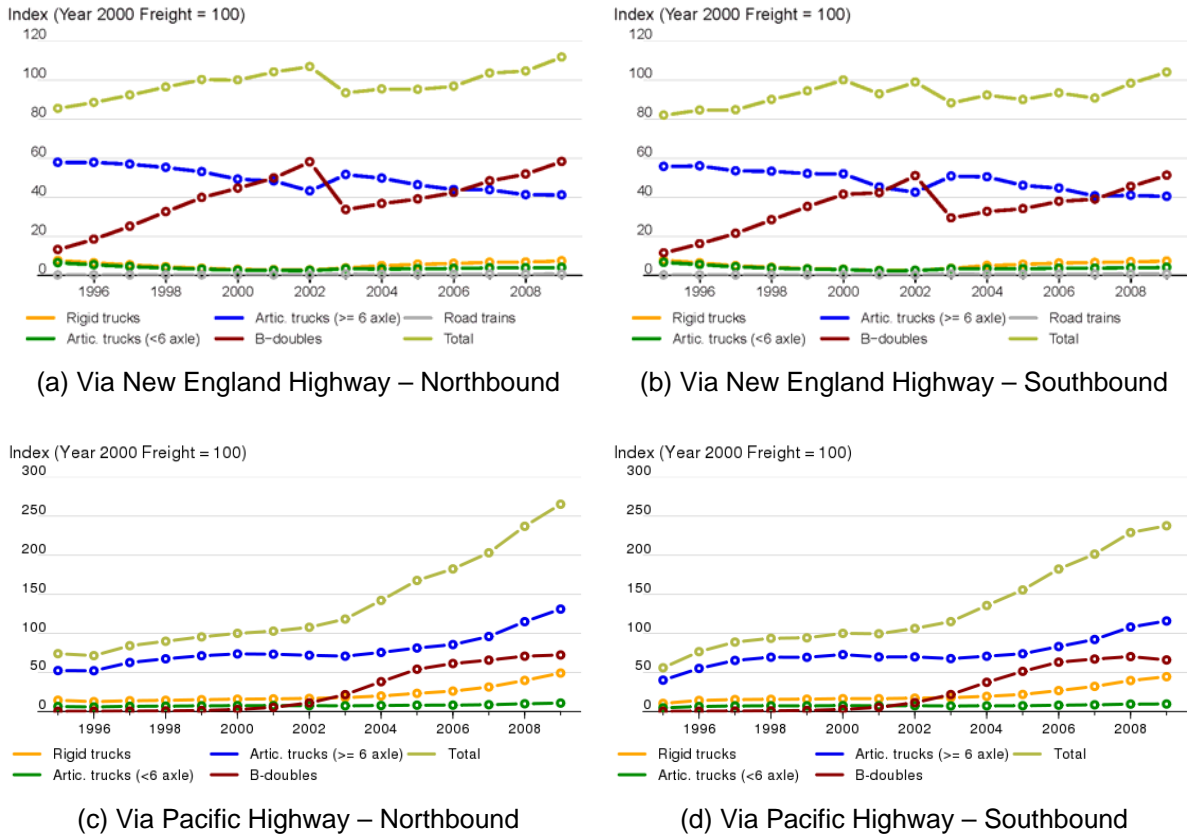 Index (Year 2000 Freight = 100)
120
100
80
60
40
20
0
1996 1998 2000 2002 2004 2006 2008
Rigid trucks Artic. trucks (>= 6 axle) Road trains
Artic. trucks (<6 axle) B-doubles Total
(a) Via New England Highway – Northbound
Index (Year 2000 Freight = 100)
120
100
80
60
40
20
0
1996 1998 2000 2002 2004 2006 2008
Rigid trucks Artic. trucks (>= 6 axle) Road trains
Artic. trucks (<6 axle) B-doubles Total
(b) Via New England Highway – Southbound
Index (Year 2000 Freight = 100)
300
250
200
150
100
50
0
1996 1998 2000 2002 2004 2006 2008
Rigid trucks Artic. trucks (>= 6 axle) Total
Artic. trucks (<6 axle) B-doubles
(c) Via Pacific Highway – Northbound
Index (Year 2000 Freight = 100)
300
250
200
150
100
50
0
1996 1998 2000 2002 2004 2006 2008
Rigid trucks Artic. trucks (>= 6 axle) Total
Artic. trucks (<6 axle) B-doubles
(d) Via Pacific Highway – Southbound